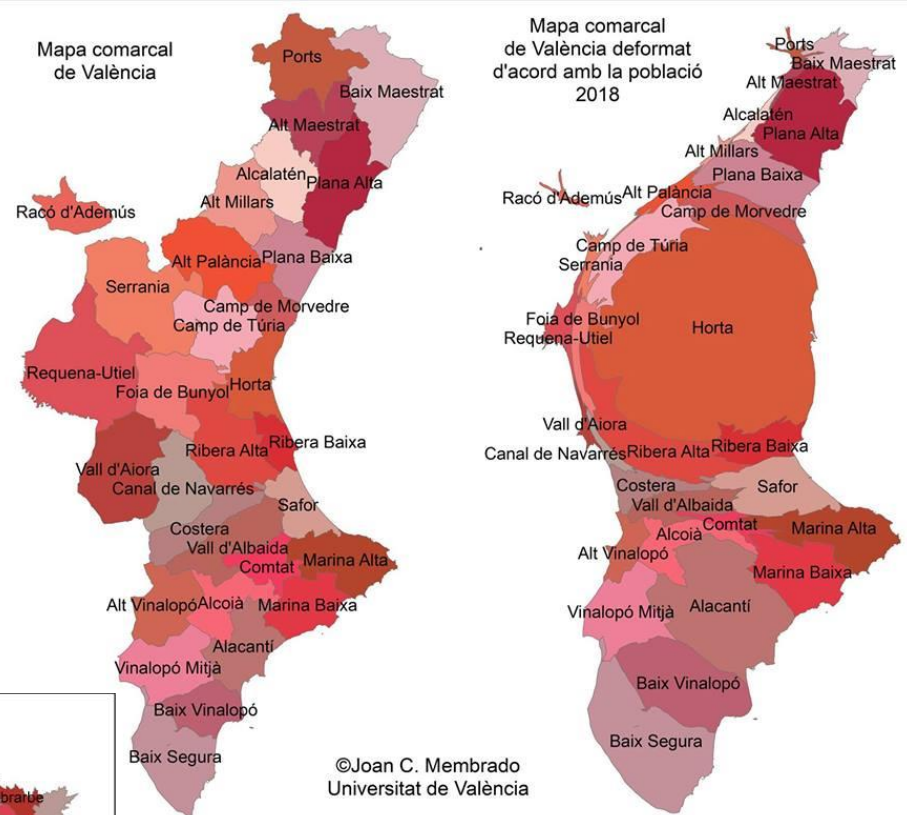 Mapa comarcal
de València
Ports
Baix Maestrat
Alt Maestrat
Alcalatén
Plana Alta
Alt Millars
Racó d'Ademús
Alt Palància
Plana Baixa
Serrania
Camp de Morvedre
Camp de Túria
Requena-Utiel
Foia de Bunyol
Horta
Ribera Alta
Ribera Baixa
Vall d'Aiora
Canal de Navarrés
Safor
Costera
Vall d'Albaida
Comtat
Marina Alta
Alt Vinalopó
Alcoià
Marina Baixa
Alacantí
Vinalopó Mitjà
Baix Vinalopó
Baix Segura
Mapa comarcal
de València deformat
d'acord amb la població
2018
Ports
Baix Maestrat
Alt Maestrat
Alcalatén
Plana Alta
Alt Millars
Plana Baixa
Racó d'Ademús
Alt Palància
Camp de Morvedre
Camp de Túria
Serrania
Foia de Bunyol
Requena-Utiel
Horta
Vall d'Aiora
Canal de Navarrés
Ribera Alta
Ribera Baixa
Costera
Safor
Vall d'Albaida
Comtat
Marina Alta
Alcoià
Alt Vinalopó
Marina Baixa
Vinalopó Mitjà
Alacantí
Baix Vinalopó
Baix Segura
©Joan C. Membrado
Universitat de València